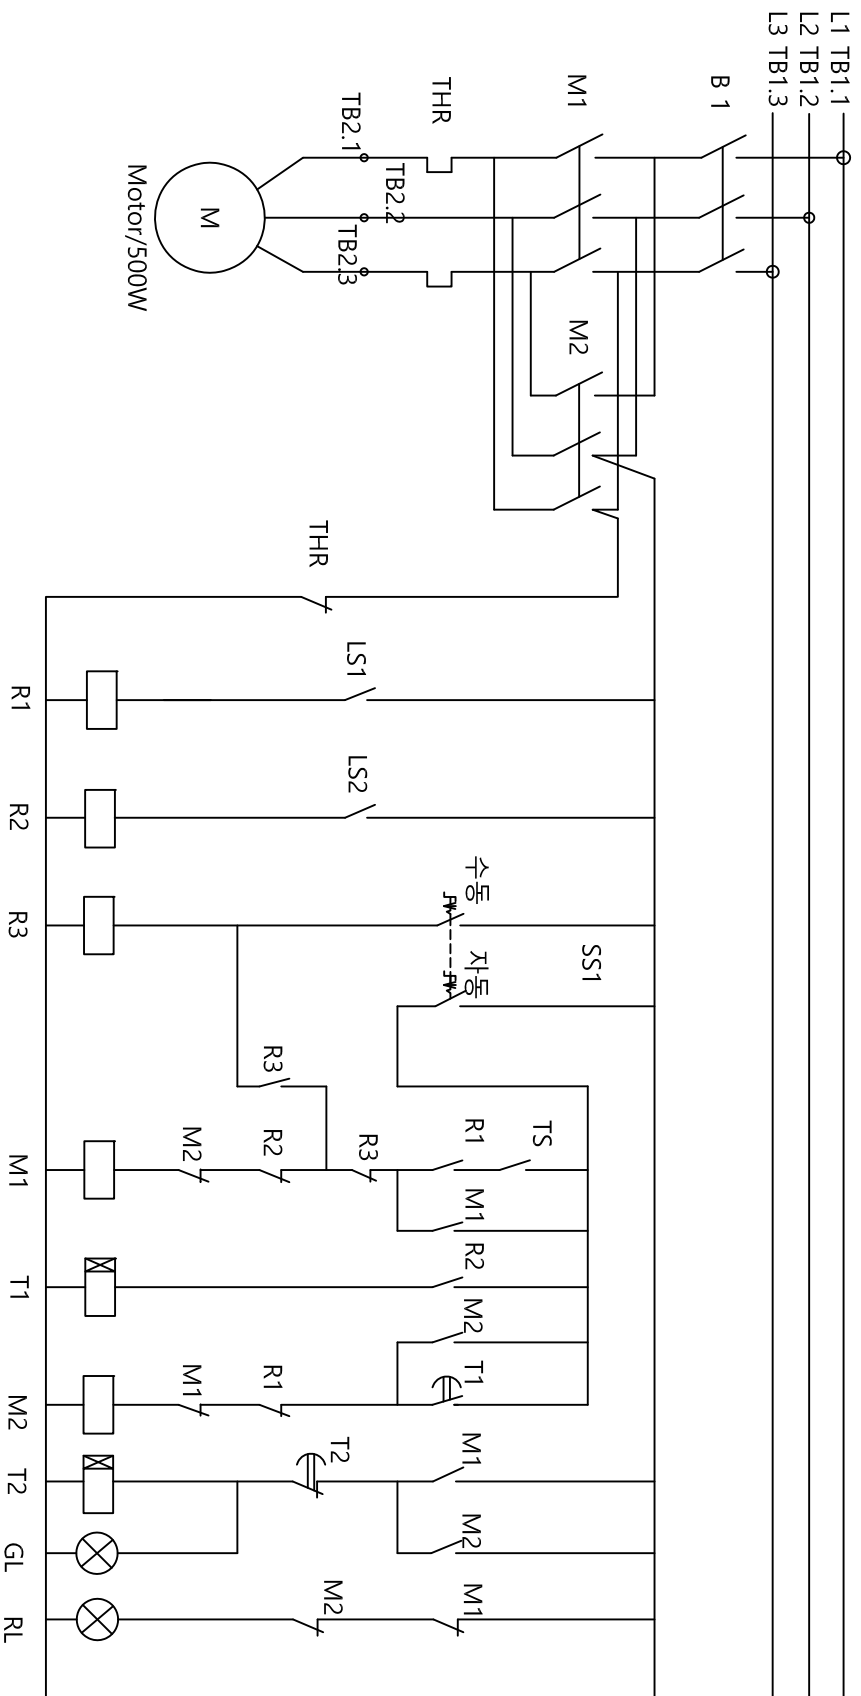 L1 TB1.1
L2 TB1.2
L3 TB1.3
B 1
M1
THR
TB2.1
TB2.2
TB2.3
M
Motor/500W
M2
THR
LS1
LS2
수동
자동
SS1
R3
TS
R1
R3
R2
M2
M1
R2
M2
T1
R1
M1
M1
T2
M2
M1
M2
R1
R2
R3
M1
T1
M2
T2
GL
RL